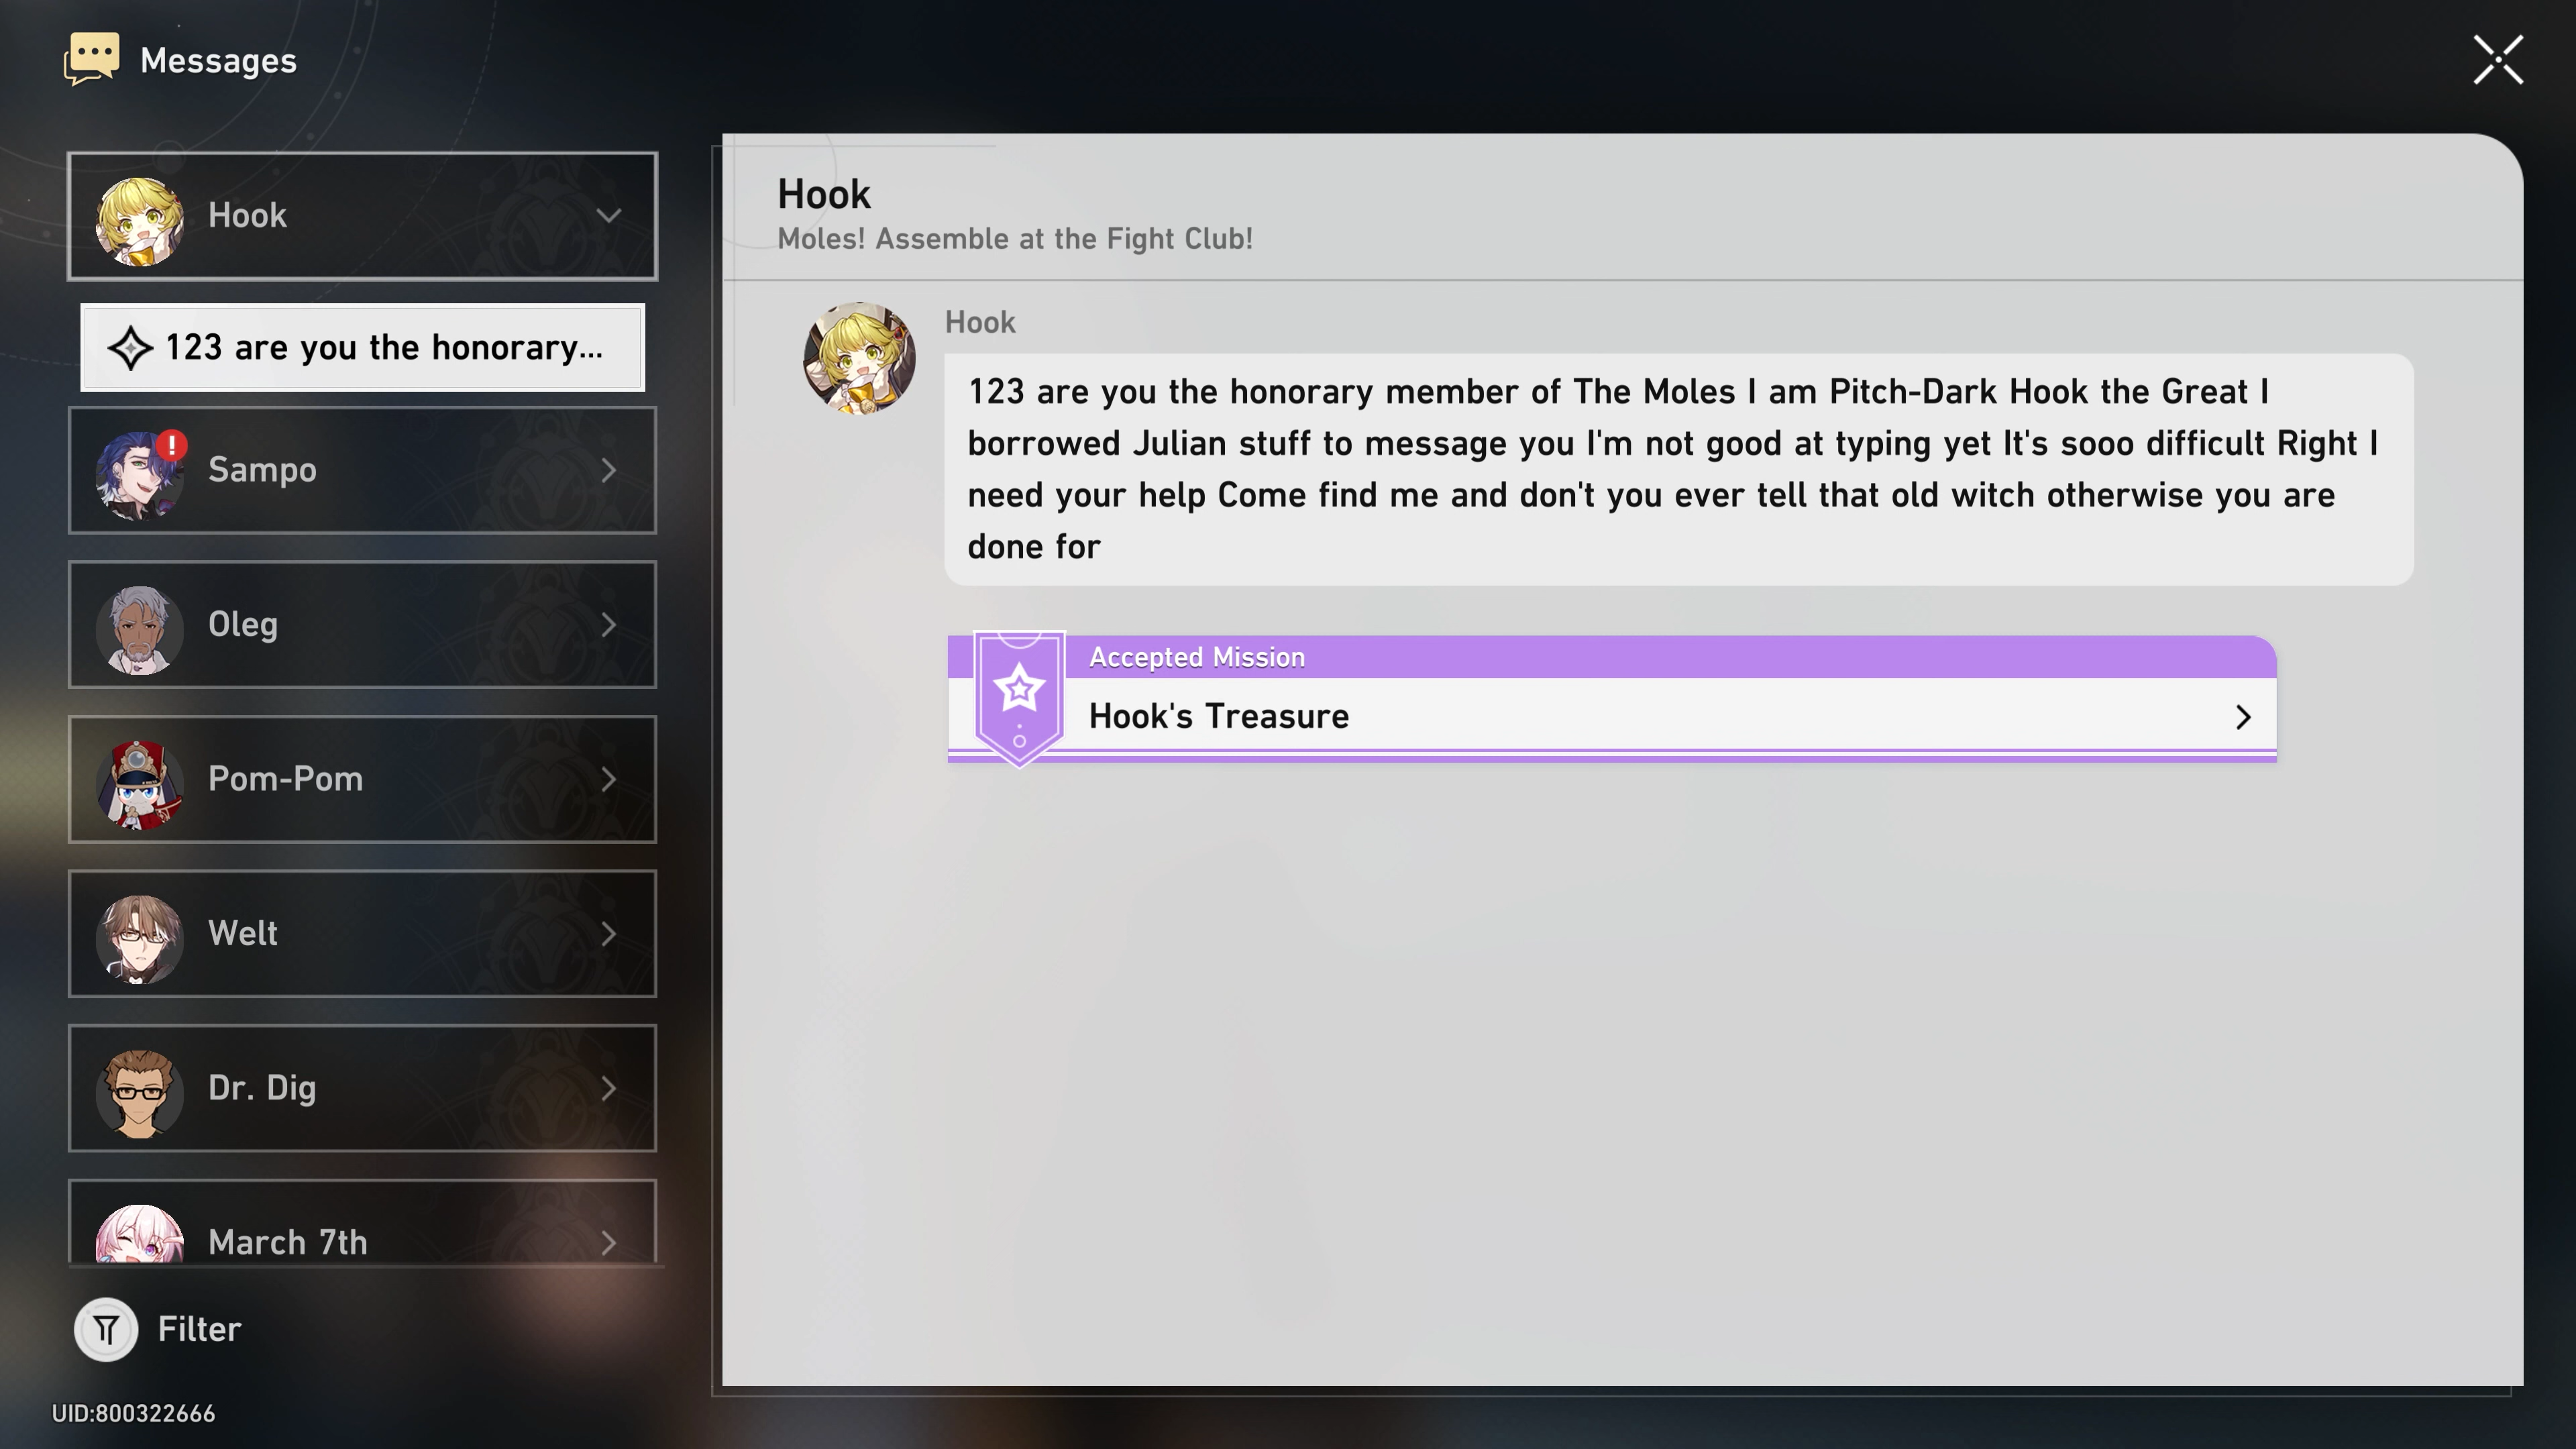 Messages
Hook
123 are you the honorary...
Sampo
Oleg
Pom-Pom
Welt
Dr. Dig
March 7th
Filter
UID:800322666
Hook
Moles! Assemble at the Fight Club!
Hook
123 are you the honorary member of The Moles I am Pitch-Dark Hook the Great I
borrowed Julian stuff to message you I'm not good at typing yet It's sooo difficult Right I
need your help Come find me and don't you ever tell that old witch otherwise you are
done for
Accepted Mission
Hook's Treasure